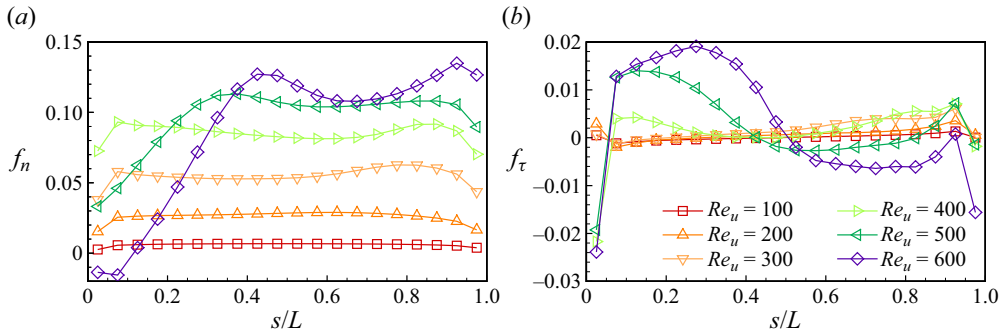 (a)
0.15
0.10
0.05
0
f_n
0 0.2 0.4 0.6 0.8 1.0
s/L
(b)
0.02
0.01
0
–0.01
–0.02
–0.03
f_τ
Re_u = 100
Re_u = 200
Re_u = 300
Re_u = 400
Re_u = 500
Re_u = 600
0 0.2 0.4 0.6 0.8 1.0
s/L